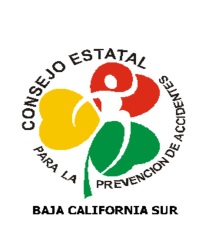 CONSEJO ESTATAL
PARA LA PREVENCION DE ACCIDENTES
BAJA CALIFORNIA SUR